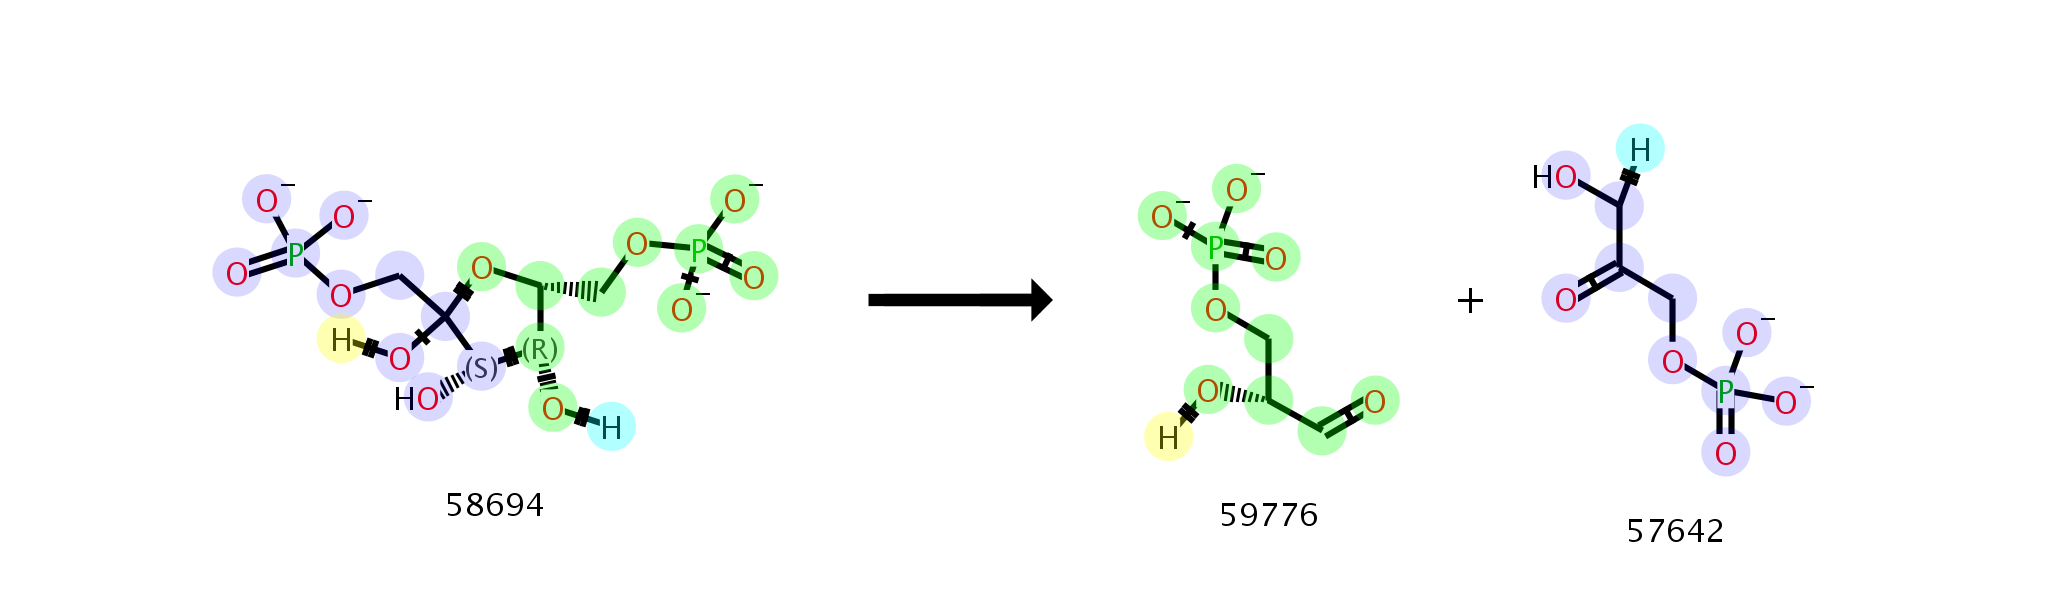 O⁻ O⁻ P O O
H O HO (S)
O (R) O H
O P O⁻ O O⁻
58694
O⁻ O⁻ P O O
O O H
59776
+
H HO O O
O⁻ P O⁻ O
57642